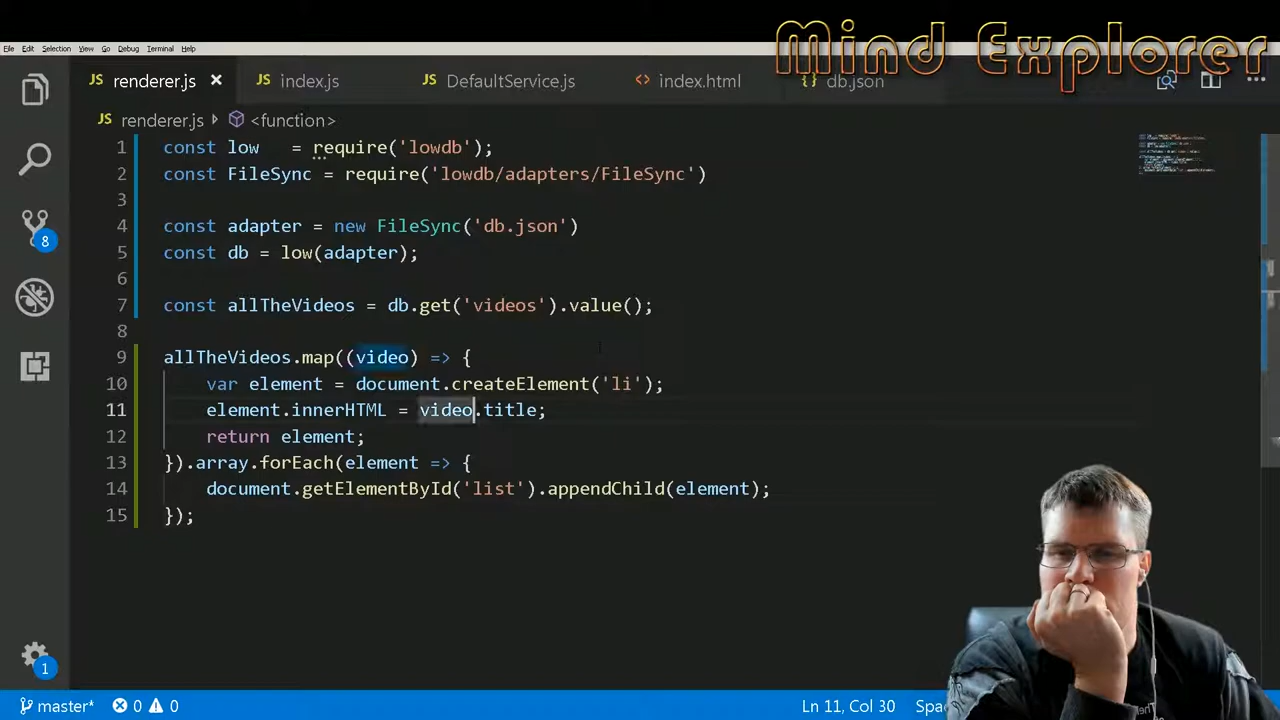 Mind Explorer
File Edit Selection View Go Debug Terminal Help
JS renderer.js × JS index.js JS DefaultService.js <> index.html {} db.json
JS renderer.js <function>
1 const low   = require('lowdb');
2 const FileSync = require('lowdb/adapters/FileSync')
3
4 const adapter = new FileSync('db.json')
5 const db = low(adapter);
6
7 const allTheVideos = db.get('videos').value();
8
9 allTheVideos.map((video) => {
10 var element = document.createElement('li');
11 element.innerHTML = video.title;
12 return element;
13 }).array.forEach(element => {
14 document.getElementById('list').appendChild(element);
15 });
8
1
master* 0 0 Ln 11, Col 30 Spa